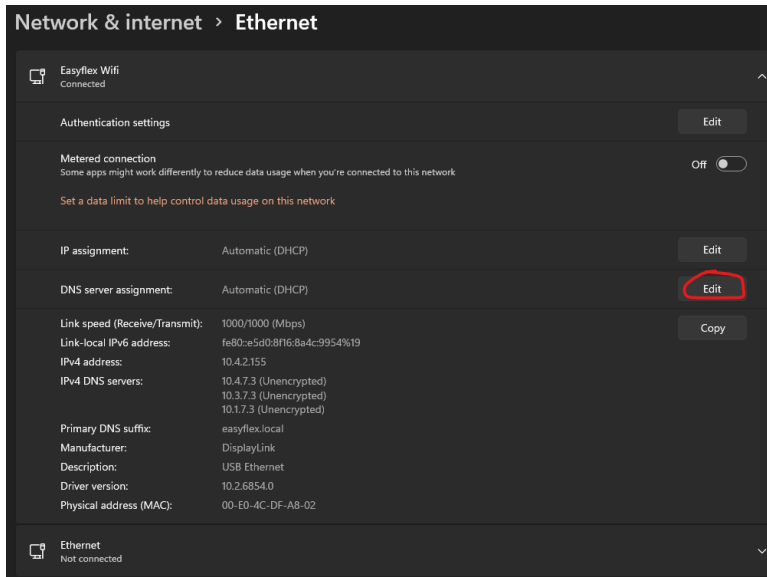 Network & internet > Ethernet
Easyflex Wifi
Connected
Authentication settings
Edit
Metered connection
Some apps might work differently to reduce data usage when you're connected to this network
Off
Set a data limit to help control data usage on this network
IP assignment: Automatic (DHCP)
Edit
DNS server assignment: Automatic (DHCP)
Edit
Link speed (Receive/Transmit): 1000/1000 (Mbps)
Copy
Link-local IPv6 address: fe80::e5d0:8f16:8a4c:9954%19
IPv4 address: 10.4.2.155
IPv4 DNS servers: 10.4.7.3 (Unencrypted)
10.3.7.3 (Unencrypted)
10.1.7.3 (Unencrypted)
Primary DNS suffix: easyflex.local
Manufacturer: DisplayLink
Description: USB Ethernet
Driver version: 10.2.6854.0
Physical address (MAC): 00-E0-4C-DF-A8-02
Ethernet
Not connected